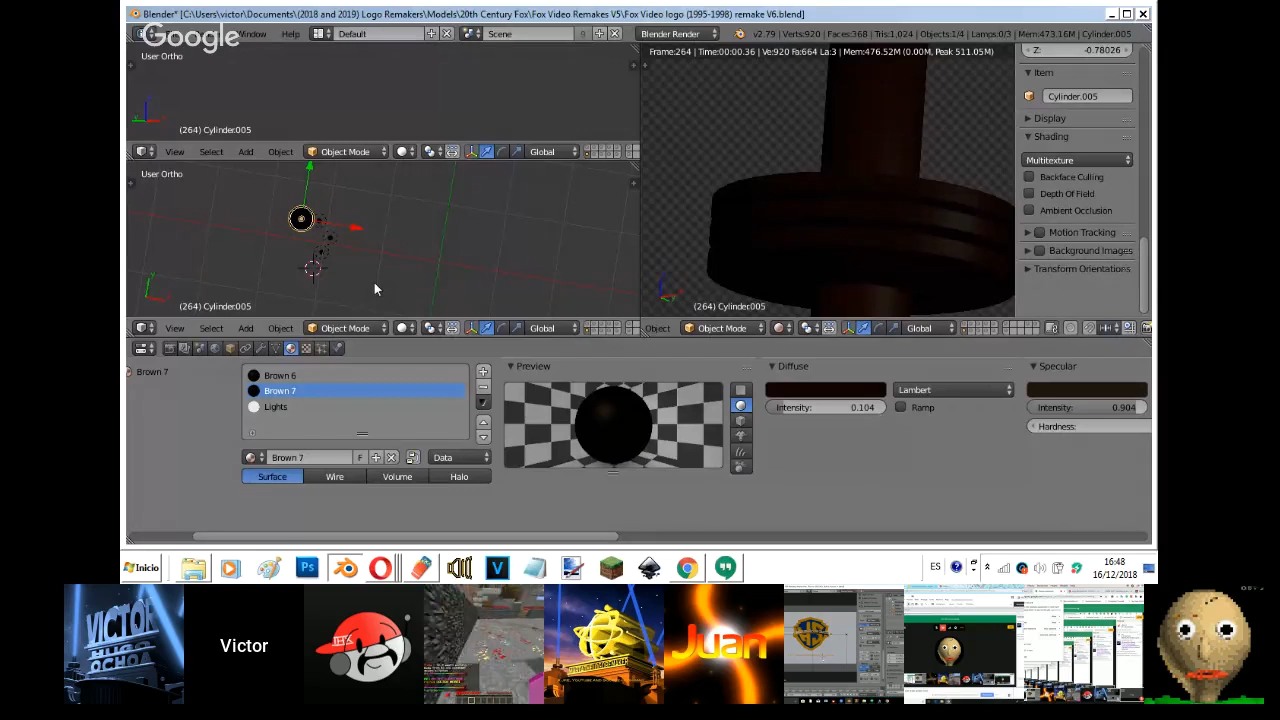 Blender* [C:\Users\victor\Documents\(2018 and 2019) Logo Remakers\Models\20th Century Fox\Fox Video Remakes V5\Fox Video logo (1995-1998) remake V6.blend]
Google
Window Help Default Scene 9 Blender Render v2.79 | Verts:920 | Faces:368 | Tris:1,024 | Objects:1/4 | Lamps:0/3 | Mem:473.16M | Cylinder.005
User Ortho
Frame:264 | Time:00:00.36 | Ve:920 Fa:664 La:3 | Mem:476.52M (0.00M, Peak 511.05M)
Z: -0.78026
Item
Cylinder.005
Display
Shading
Multitexture
Backface Culling
Depth Of Field
Ambient Occlusion
Motion Tracking
Background Images
Transform Orientations
(264) Cylinder.005
View Select Add Object Object Mode Global
User Ortho
(264) Cylinder.005
(264) Cylinder.005
View Select Add Object Object Mode Global
Object Object Mode Global
Brown 7
Brown 6
Brown 7
Lights
Brown 7 F Data
Surface Wire Volume Halo
Preview
Diffuse
Lambert
Intensity: 0.104
Ramp
Specular
Intensity: 0.904
Hardness:
Inicio
Ps
V
ES
16:48
16/12/2018
VICTOR
HUGO
OCHOA
Victor
Juan
WB